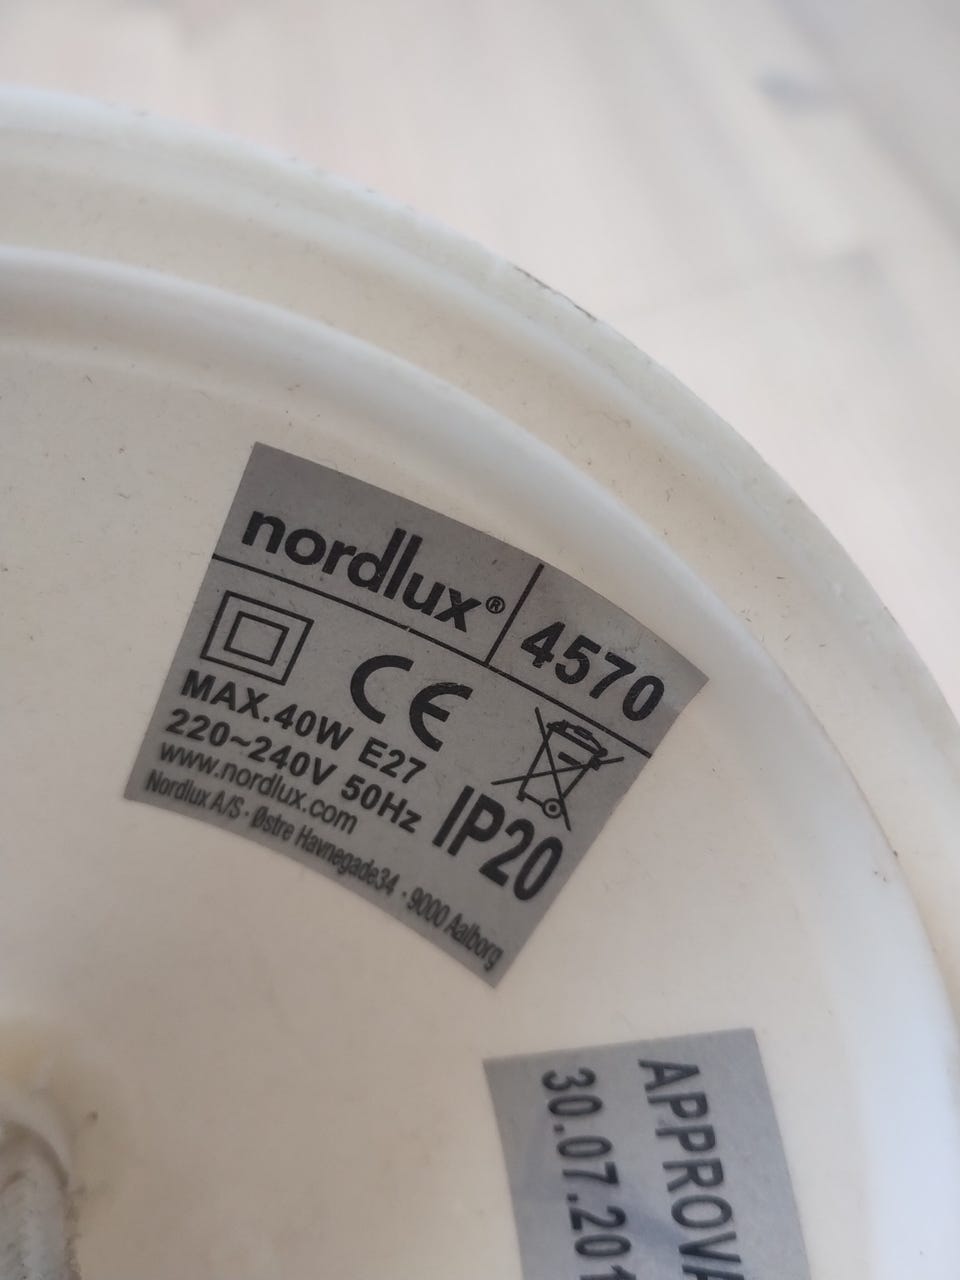 nordlux® 4570
CE
MAX.40W E27
220~240V 50Hz
IP20
www.nordlux.com
Nordlux A/S · Østre Havnegade34 · 9000 Aalborg
APPROVA
30.07.201